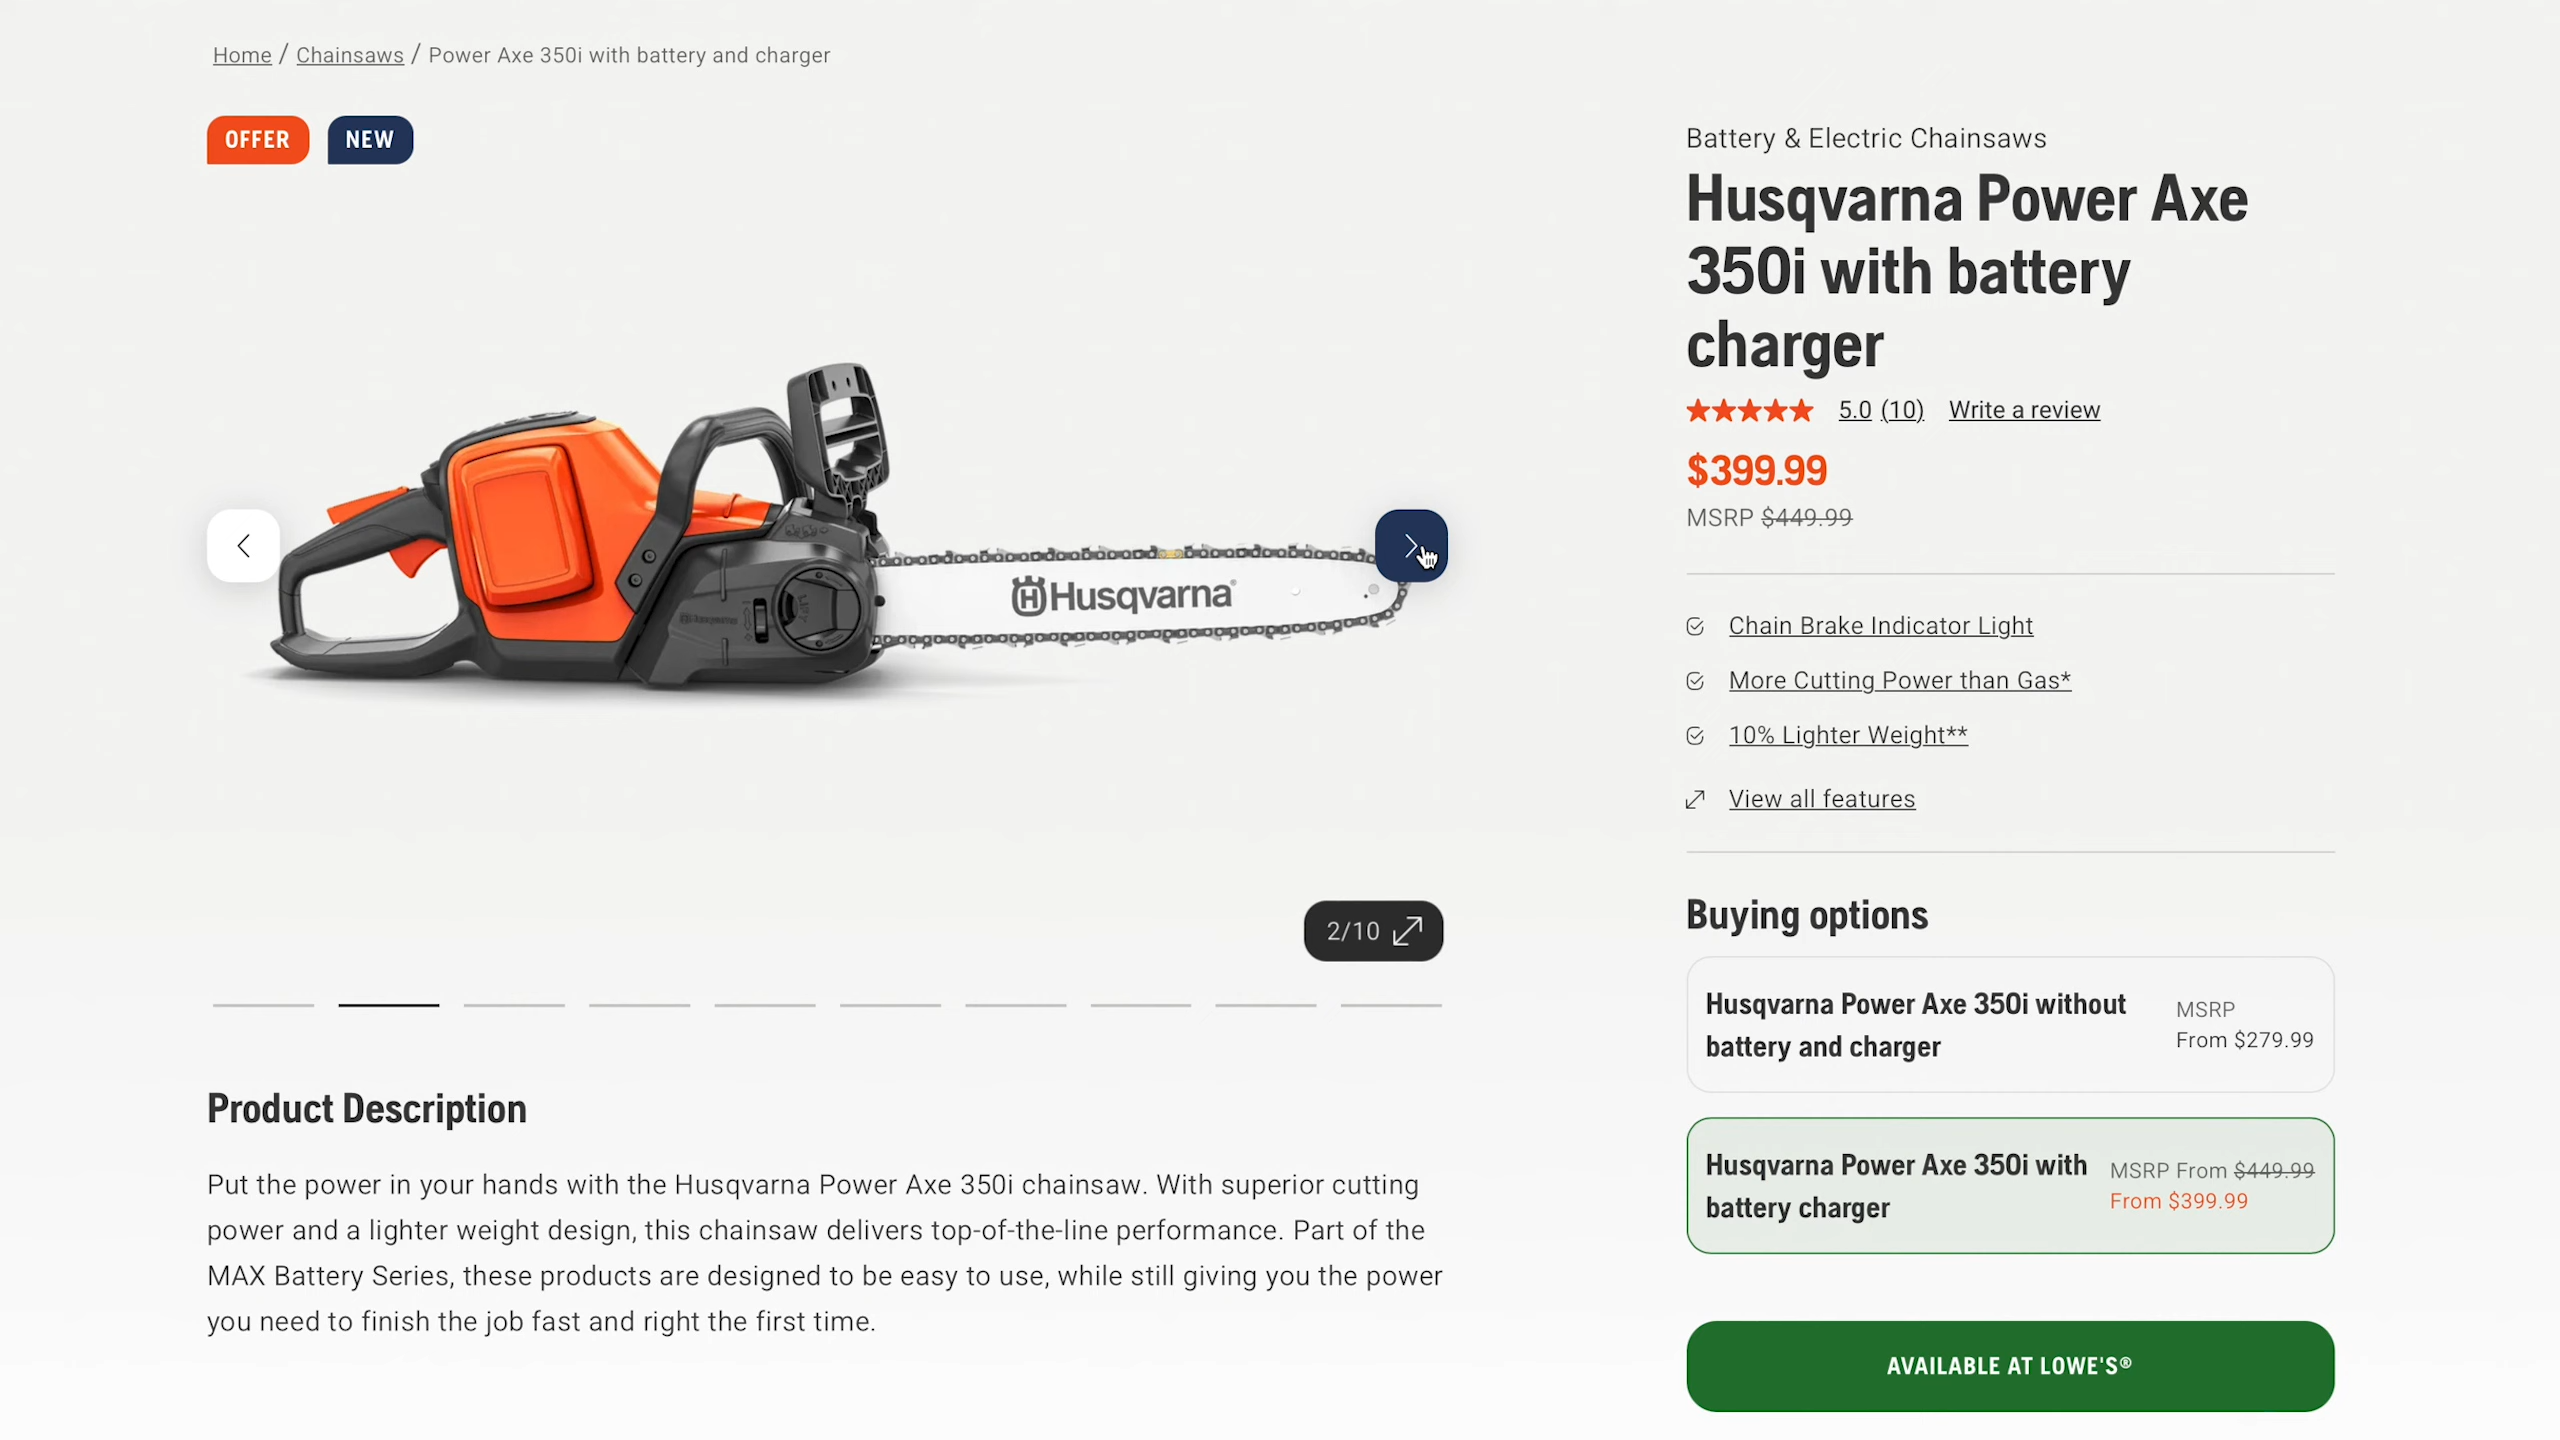 Home / Chainsaws / Power Axe 350i with battery and charger
OFFER
NEW
Husqvarna
2/10
Product Description
Put the power in your hands with the Husqvarna Power Axe 350i chainsaw. With superior cutting
power and a lighter weight design, this chainsaw delivers top-of-the-line performance. Part of the
MAX Battery Series, these products are designed to be easy to use, while still giving you the power
you need to finish the job fast and right the first time.
Battery & Electric Chainsaws
Husqvarna Power Axe
350i with battery
charger
5.0 (10) Write a review
$399.99
MSRP $449.99
Chain Brake Indicator Light
More Cutting Power than Gas*
10% Lighter Weight**
View all features
Buying options
Husqvarna Power Axe 350i without
battery and charger
MSRP
From $279.99
Husqvarna Power Axe 350i with
battery charger
MSRP From $449.99
From $399.99
AVAILABLE AT LOWE'S®